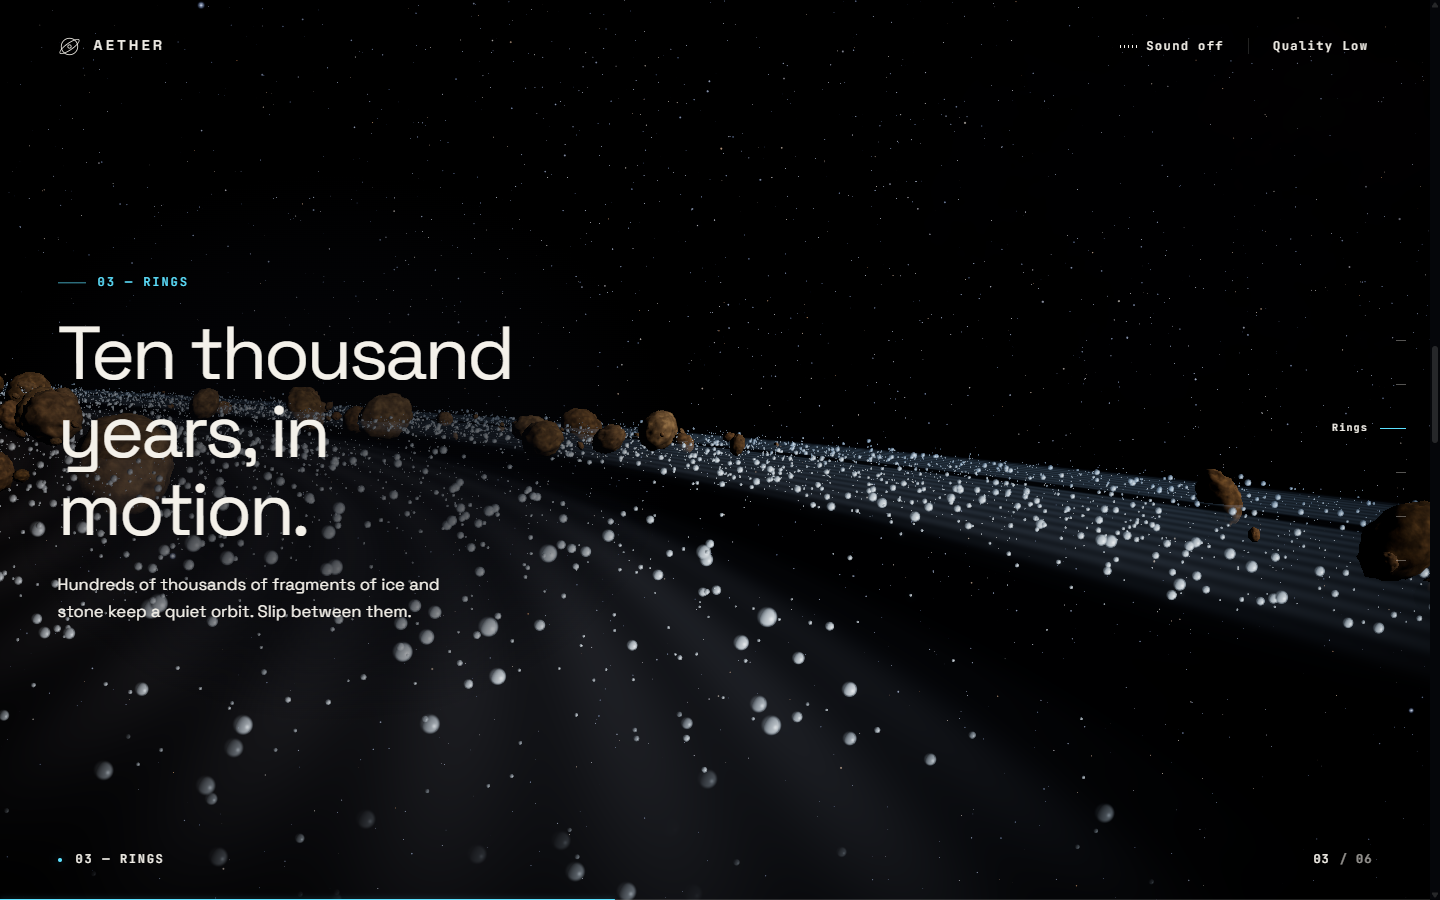 AETHER
Sound off
Quality Low
03 — RINGS
Ten thousand
years, in
motion.
Rings
Hundreds of thousands of fragments of ice and
stone keep a quiet orbit. Slip between them.
03 — RINGS
03 / 06